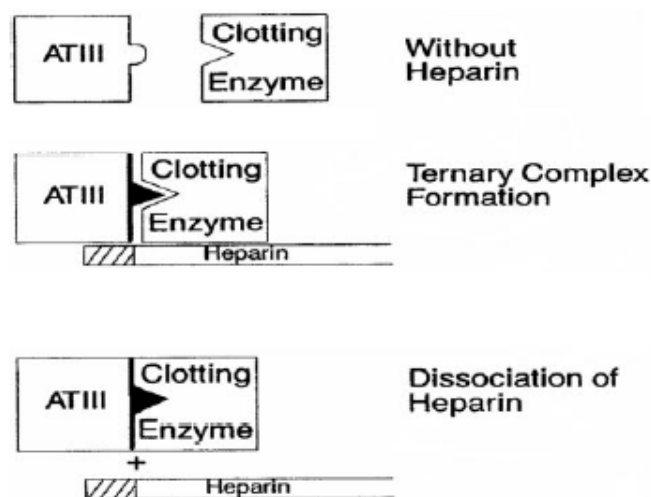 ATIII
Clotting
Enzyme
Without
Heparin
ATIII
Clotting
Enzyme
Heparin
Ternary Complex
Formation
ATIII
Clotting
Enzyme
+
Heparin
Dissociation of
Heparin